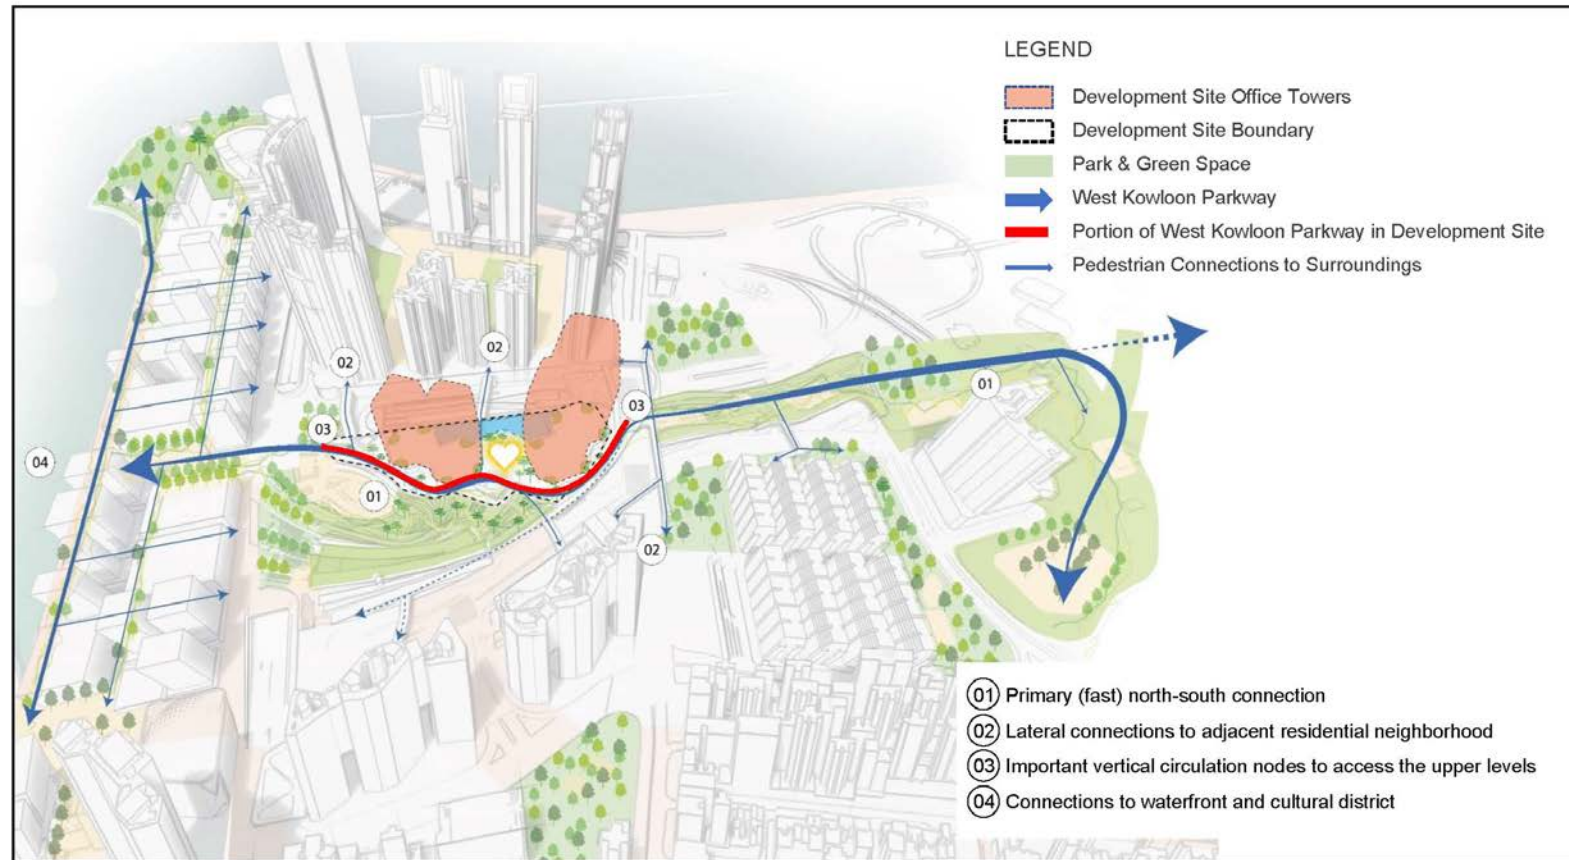 LEGEND
Development Site Office Towers
Development Site Boundary
Park & Green Space
West Kowloon Parkway
Portion of West Kowloon Parkway in Development Site
Pedestrian Connections to Surroundings
02
02
01
03
03
04
01
02
01 Primary (fast) north-south connection
02 Lateral connections to adjacent residential neighborhood
03 Important vertical circulation nodes to access the upper levels
04 Connections to waterfront and cultural district